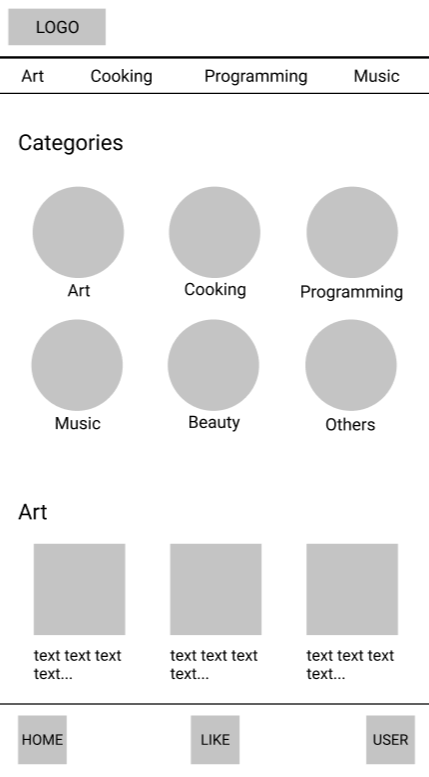 LOGO
Art Cooking Programming Music
Categories
Art Cooking Programming
Music Beauty Others
Art
text text text text text text text text text
text... text... text...
HOME LIKE USER